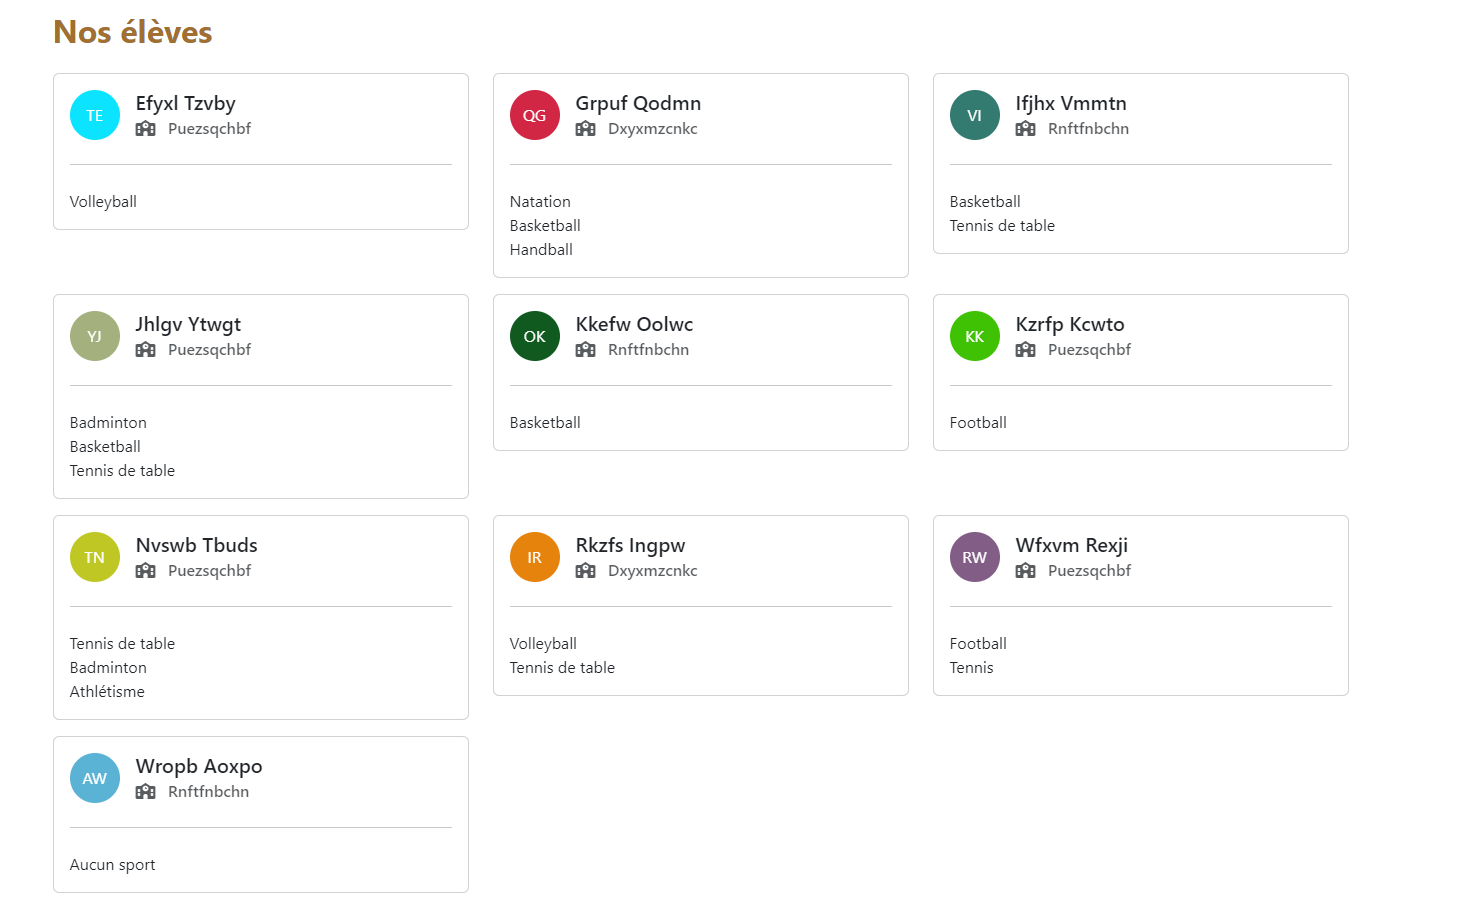 Nos élèves
TE
Efyxl Tzvby
Puezsqchbf
Volleyball
QG
Grpuf Qodmn
Dxyxmzcnkc
Natation
Basketball
Handball
VI
Ifjhx Vmmtn
Rnftfnbchn
Basketball
Tennis de table
YJ
Jhlgv Ytwgt
Puezsqchbf
Badminton
Basketball
Tennis de table
OK
Kkefw Oolwc
Rnftfnbchn
Basketball
KK
Kzrfp Kcwto
Puezsqchbf
Football
TN
Nvswb Tbuds
Puezsqchbf
Tennis de table
Badminton
Athlétisme
IR
Rkzfs Ingpw
Dxyxmzcnkc
Volleyball
Tennis de table
RW
Wfxvm Rexji
Puezsqchbf
Football
Tennis
AW
Wropb Aoxpo
Rnftfnbchn
Aucun sport